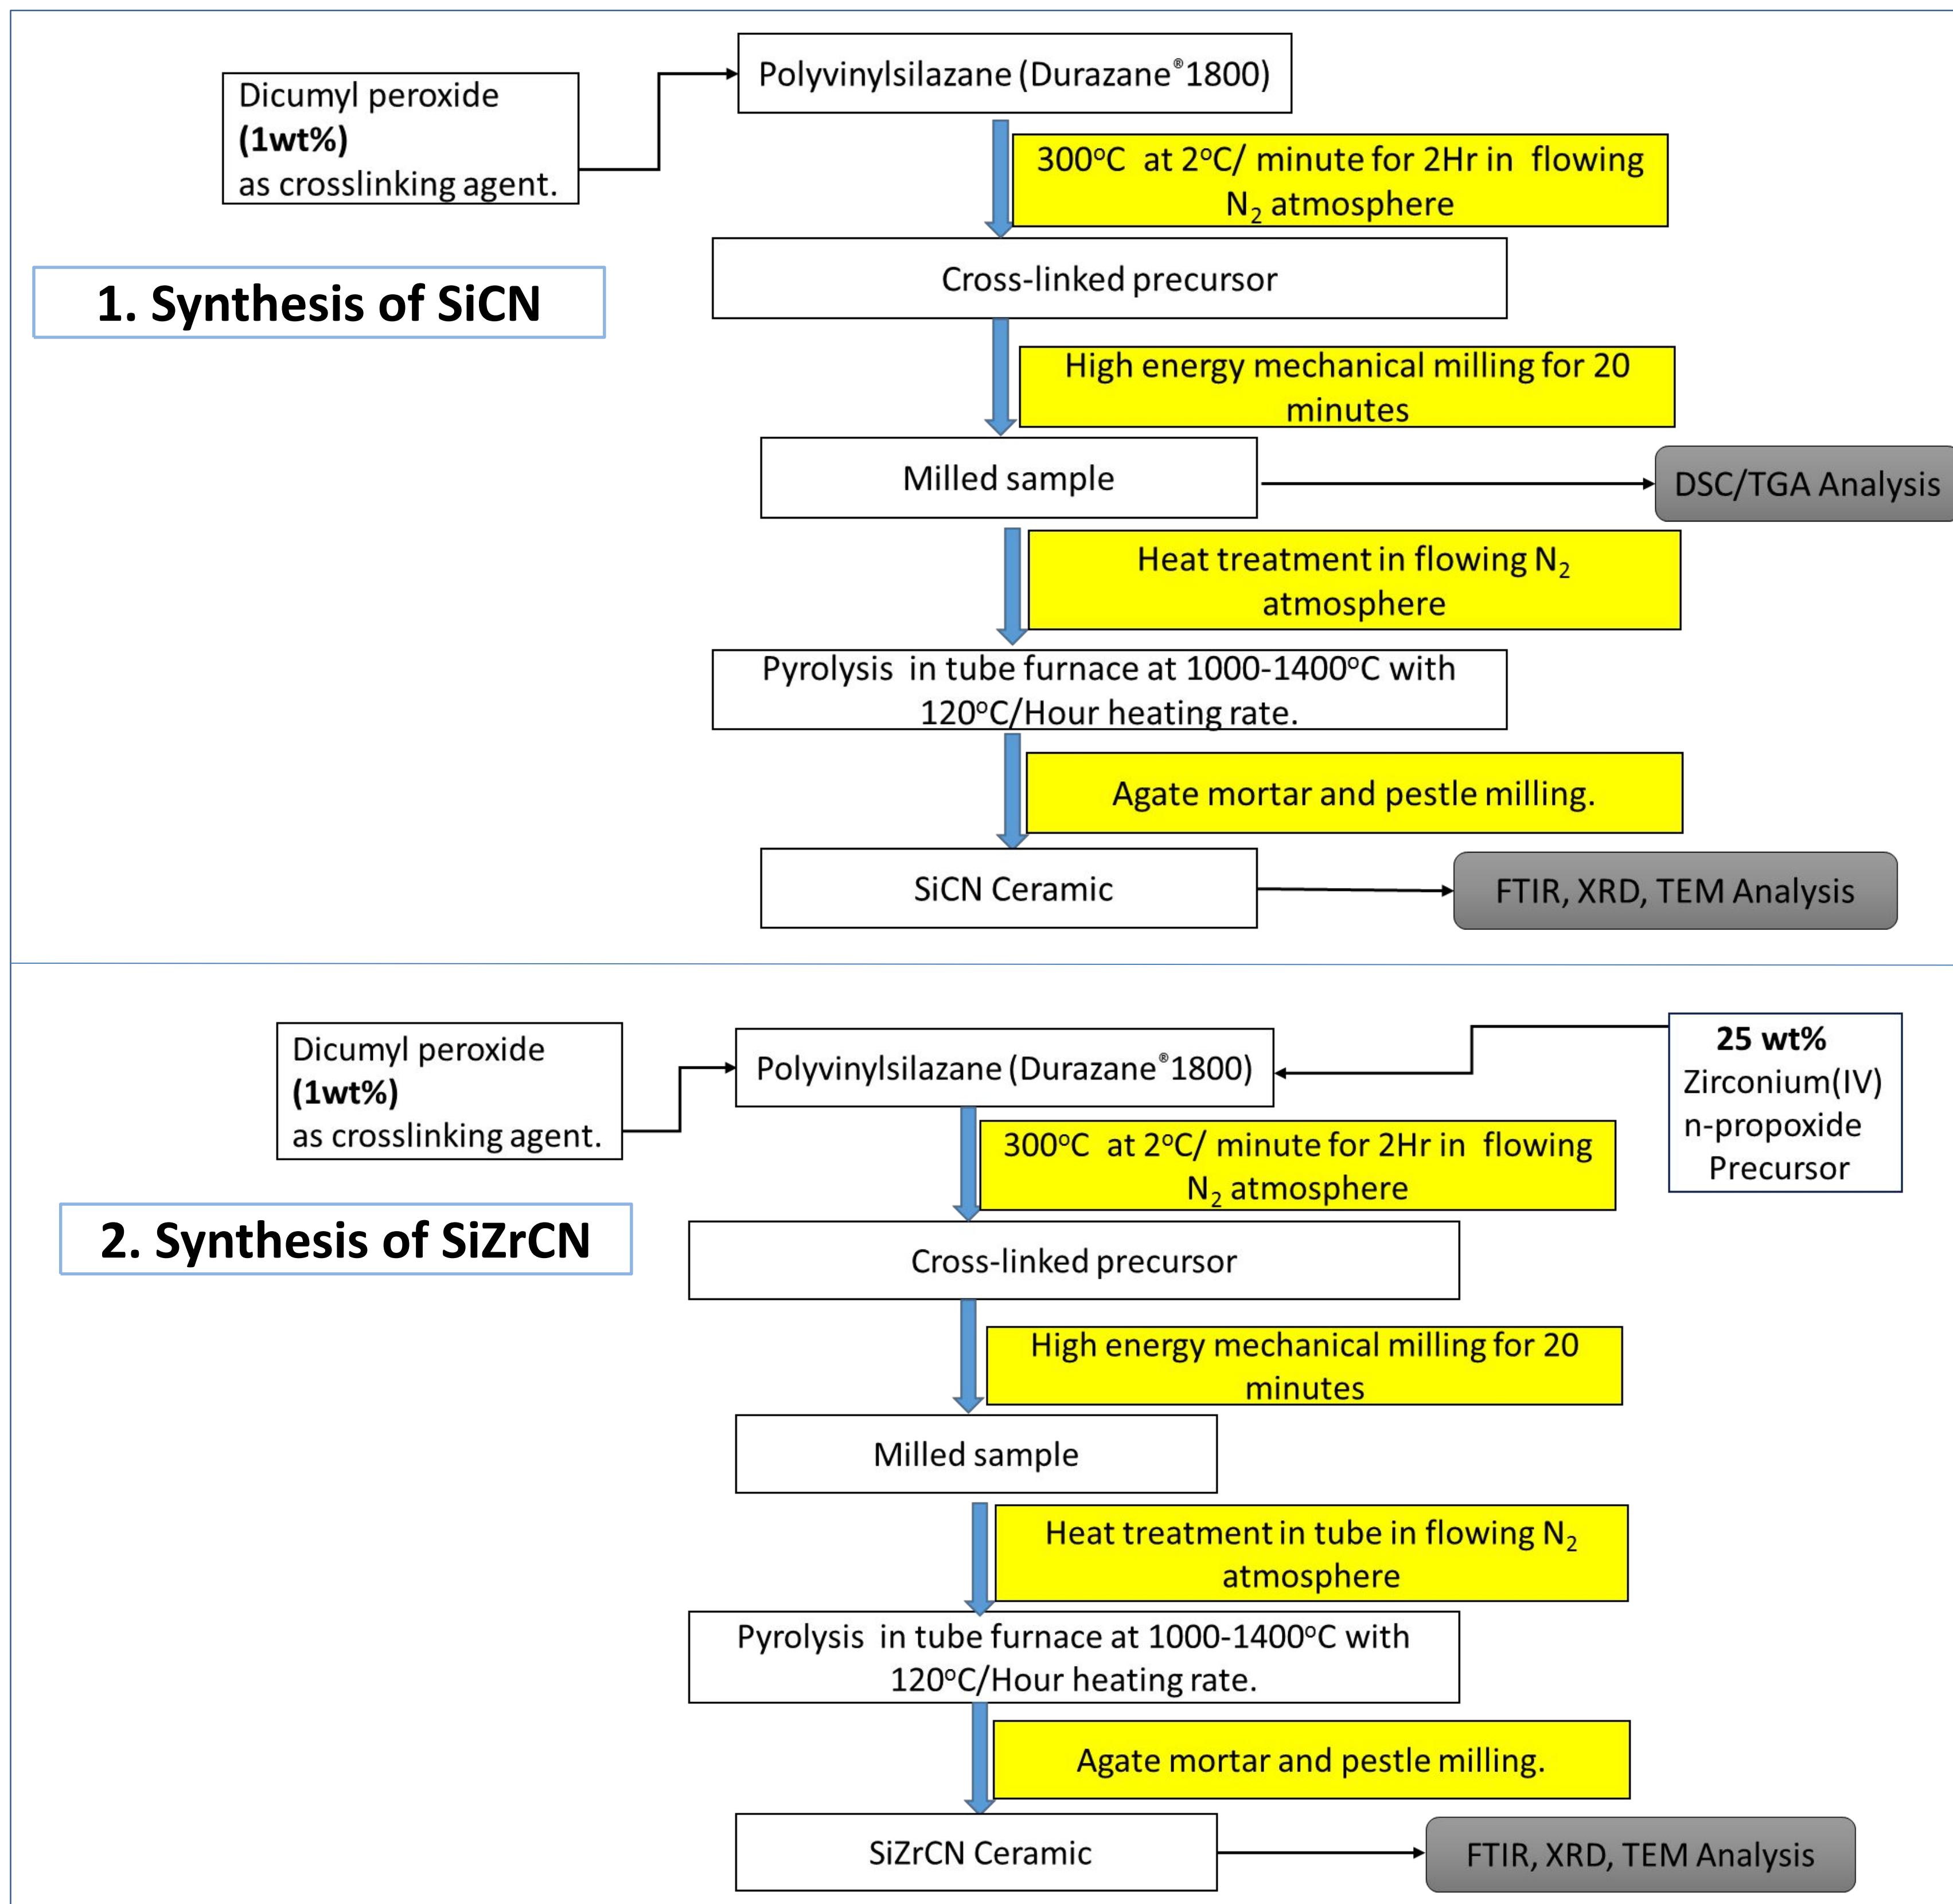 Polyvinylsilazane (Durazane®1800)
Dicumyl peroxide
(1wt%)
as crosslinking agent.
300°C at 2°C/ minute for 2Hr in flowing
N₂ atmosphere
Cross-linked precursor
1. Synthesis of SiCN
High energy mechanical milling for 20
minutes
Milled sample
DSC/TGA Analysis
Heat treatment in flowing N₂
atmosphere
Pyrolysis in tube furnace at 1000-1400°C with
120°C/Hour heating rate.
Agate mortar and pestle milling.
SiCN Ceramic
FTIR, XRD, TEM Analysis
Dicumyl peroxide
(1wt%)
as crosslinking agent.
Polyvinylsilazane (Durazane®1800)
25 wt%
Zirconium(IV)
n-propoxide
Precursor
300°C at 2°C/ minute for 2Hr in flowing
N₂ atmosphere
2. Synthesis of SiZrCN
Cross-linked precursor
High energy mechanical milling for 20
minutes
Milled sample
Heat treatment in tube in flowing N₂
atmosphere
Pyrolysis in tube furnace at 1000-1400°C with
120°C/Hour heating rate.
Agate mortar and pestle milling.
SiZrCN Ceramic
FTIR, XRD, TEM Analysis